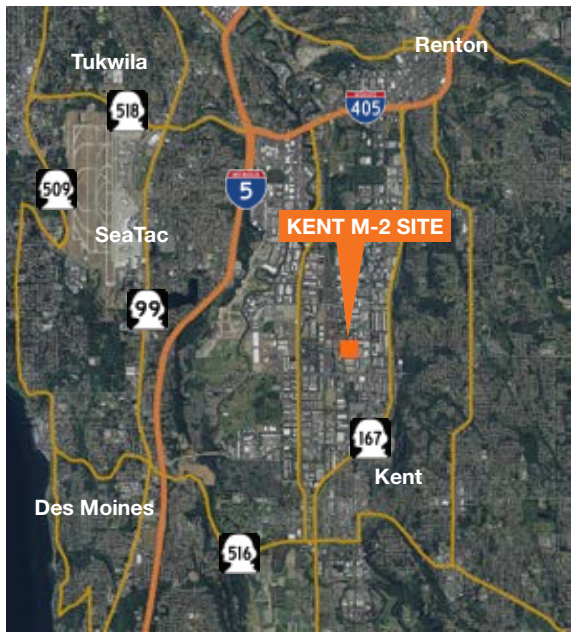 Renton
Tukwila
518
405
509
5
KENT M-2 SITE
SeaTac
99
167
Kent
Des Moines
516